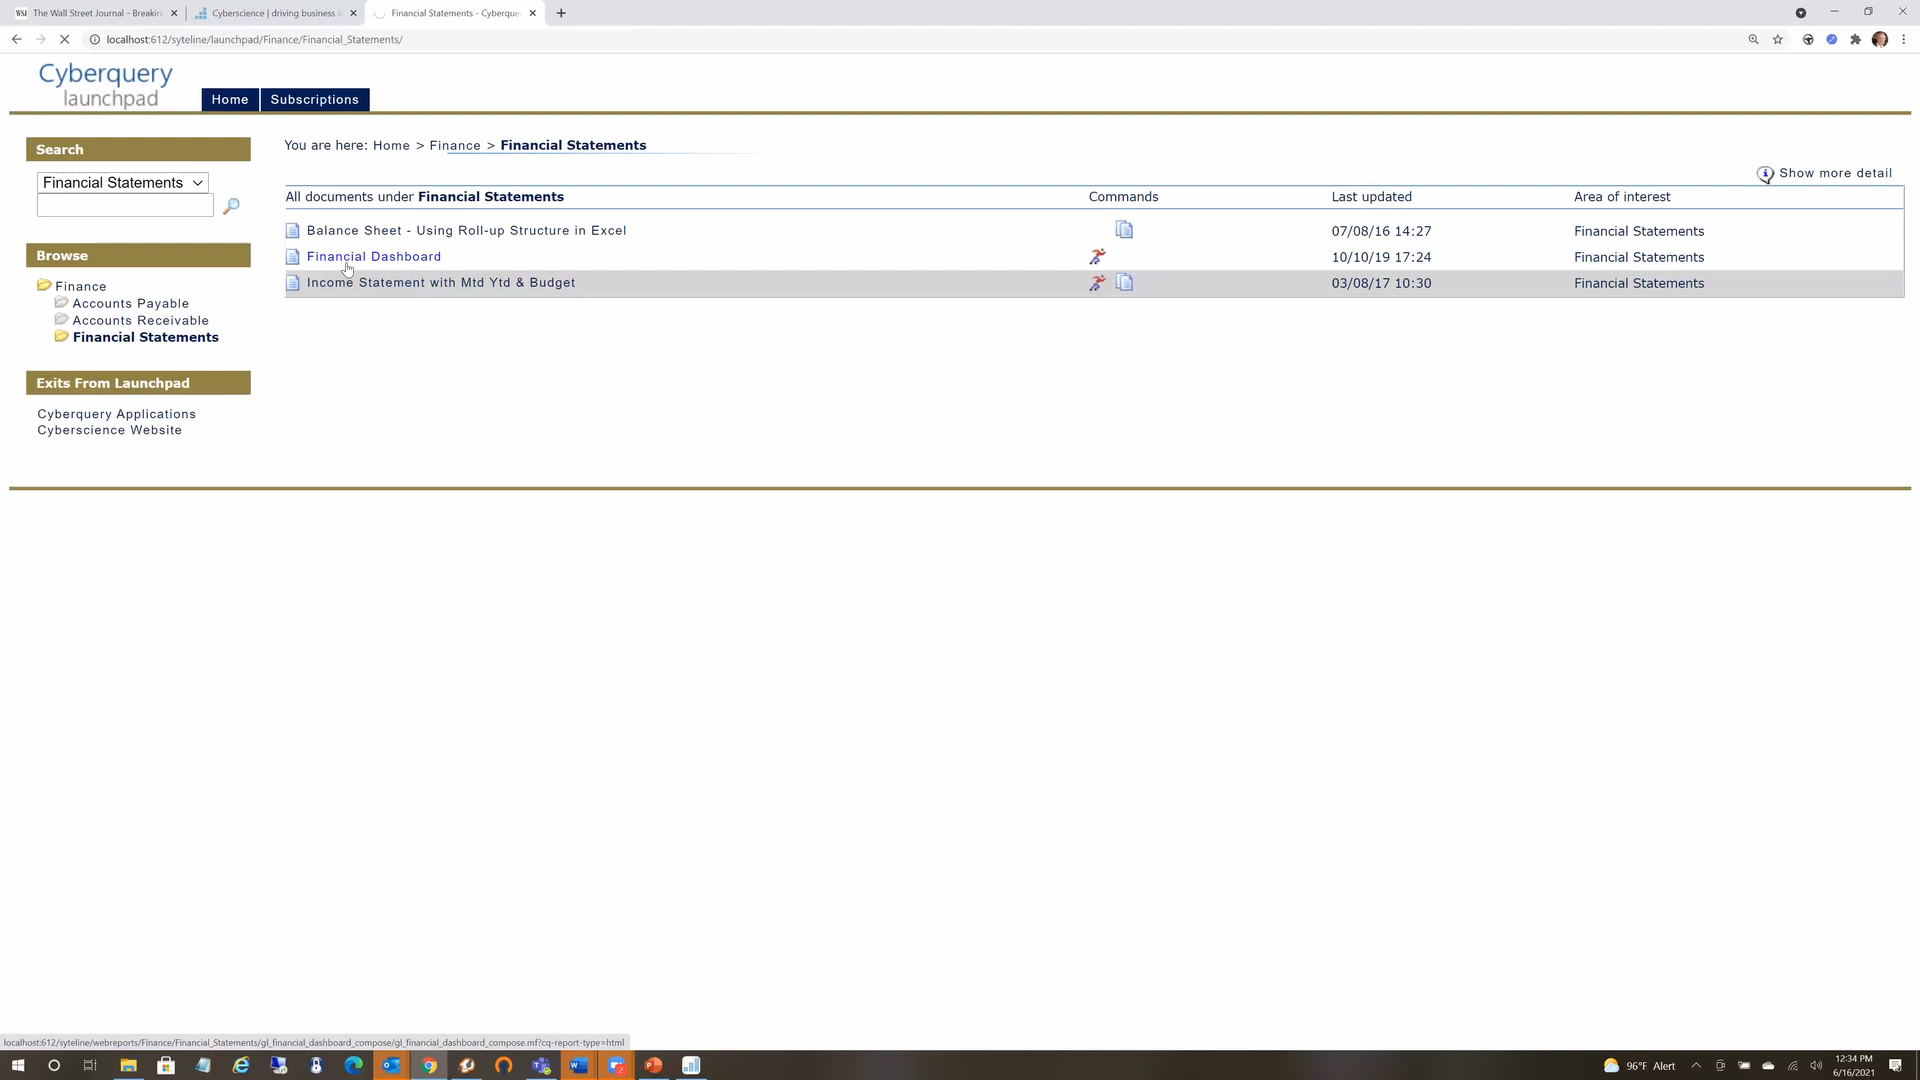 The Wall Street Journal - Breakin
Cyberscience | driving business i
Financial Statements - Cyberque
localhost:612/syteline/launchpad/Finance/Financial_Statements/
Cyberquery
launchpad
Home
Subscriptions
Search
Financial Statements
Browse
Finance
Accounts Payable
Accounts Receivable
Financial Statements
Exits From Launchpad
Cyberquery Applications
Cyberscience Website
You are here: Home > Finance > Financial Statements
Show more detail
All documents under Financial Statements Commands Last updated Area of interest
Balance Sheet - Using Roll-up Structure in Excel 07/08/16 14:27 Financial Statements
Financial Dashboard 10/10/19 17:24 Financial Statements
Income Statement with Mtd Ytd & Budget 03/08/17 10:30 Financial Statements
localhost:612/syteline/webreports/Finance/Financial_Statements/gl_financial_dashboard_compose/gl_financial_dashboard_compose.mf?cq-report-type=html
96°F Alert
12:34 PM
6/16/2021